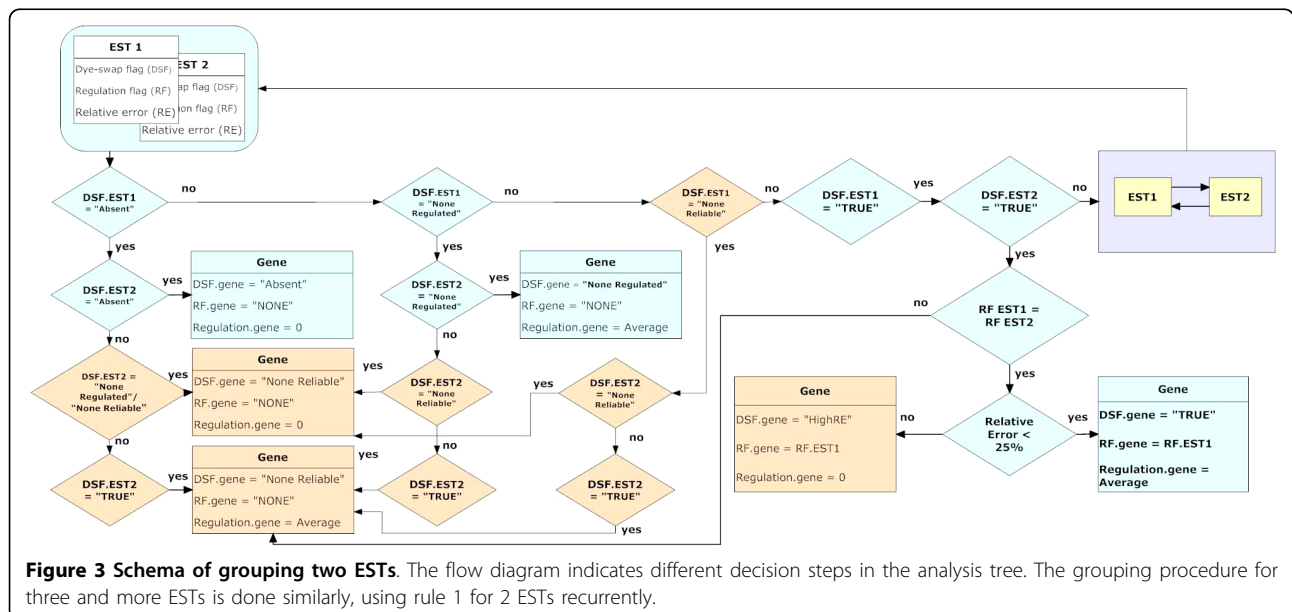 EST 1
Dye-swap flag (DSF)
Regulation flag (RF)
Relative error (RE)
EST 2
ap flag (DSF)
ion flag (RF)
Relative error (RE)
DSF.EST1
= "Absent"
no
DSF.EST1
= "None
Regulated"
no
DSF.EST1
= "None
Reliable"
no
DSF.EST1
= "TRUE"
yes
DSF.EST2
= "TRUE"
no
EST1
EST2
yes
yes
yes
yes
DSF.EST2
= "Absent"
yes
Gene
DSF.gene = "Absent"
RF.gene = "NONE"
Regulation.gene = 0
DSF.EST2
= "None
Regulated"
yes
Gene
DSF.gene = "None Regulated"
RF.gene = "NONE"
Regulation.gene = Average
no
RF EST1 =
RF EST2
no
no
yes
DSF.EST2 =
"None
Regulated"/
"None Reliable"
yes
Gene
DSF.gene = "None Reliable"
RF.gene = "NONE"
Regulation.gene = 0
yes
DSF.EST2
= "None
Reliable"
yes
DSF.EST2
= "None
Reliable"
Gene
DSF.gene = "HighRE"
RF.gene = RF.EST1
Regulation.gene = 0
no
Relative
Error <
25%
yes
Gene
DSF.gene = "TRUE"
RF.gene = RF.EST1
Regulation.gene =
Average
no
no
no
DSF.EST2
= "TRUE"
yes
Gene
DSF.gene = "None Reliable"
RF.gene = "NONE"
Regulation.gene = Average
yes
DSF.EST2
= "TRUE"
DSF.EST2
= "TRUE"
yes
Figure 3 Schema of grouping two ESTs. The flow diagram indicates different decision steps in the analysis tree. The grouping procedure for
three and more ESTs is done similarly, using rule 1 for 2 ESTs recurrently.